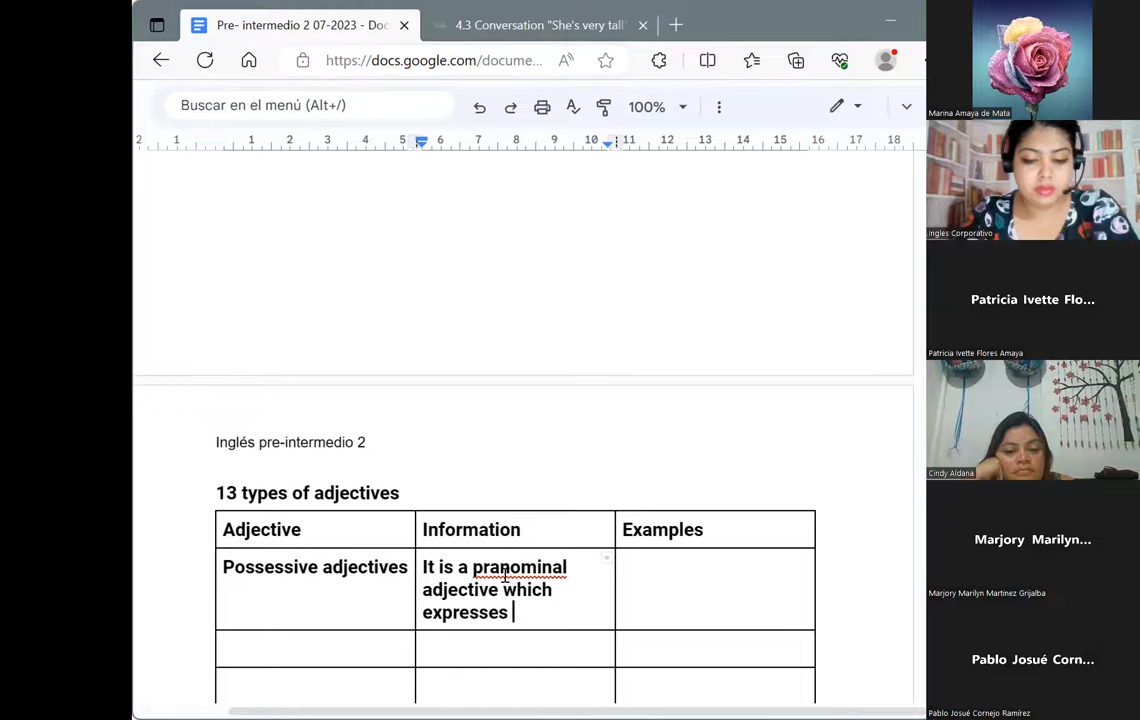 Pre- intermedio 2 07-2023 - Doc
4.3 Conversation "She's very tall"
https://docs.google.com/docume...
Buscar en el menú (Alt+/)
100%
2 1 1 2 3 4 5 6 7 8 9 10 11 12 13 14 15 16 17 18
Inglés pre-intermedio 2
13 types of adjectives
Adjective Information Examples
Possessive adjectives It is a pranominal
adjective which
expresses
Marina Amaya de Mata
Ingles Corporativo
Patricia Ivette Flo...
Patricia Ivette Flores Amaya
Cindy Aldana
Marjory Marilyn...
Marjory Marilyn Martinez Grijalba
Pablo Josué Corn...
Pablo Josué Cornejo Ramírez